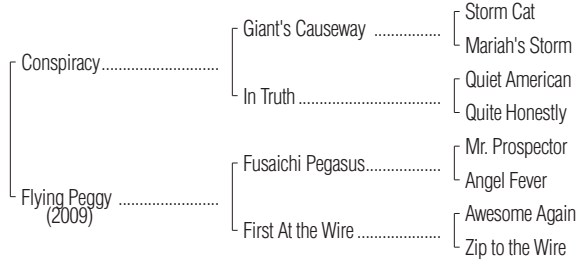 Storm Cat
Giant's Causeway ................
Mariah's Storm
Conspiracy............................
Quiet American
In Truth ..................................
Quite Honestly
Mr. Prospector
Fusaichi Pegasus..................
Angel Fever
Flying Peggy ........................
(2009)
Awesome Again
First At the Wire ....................
Zip to the Wire